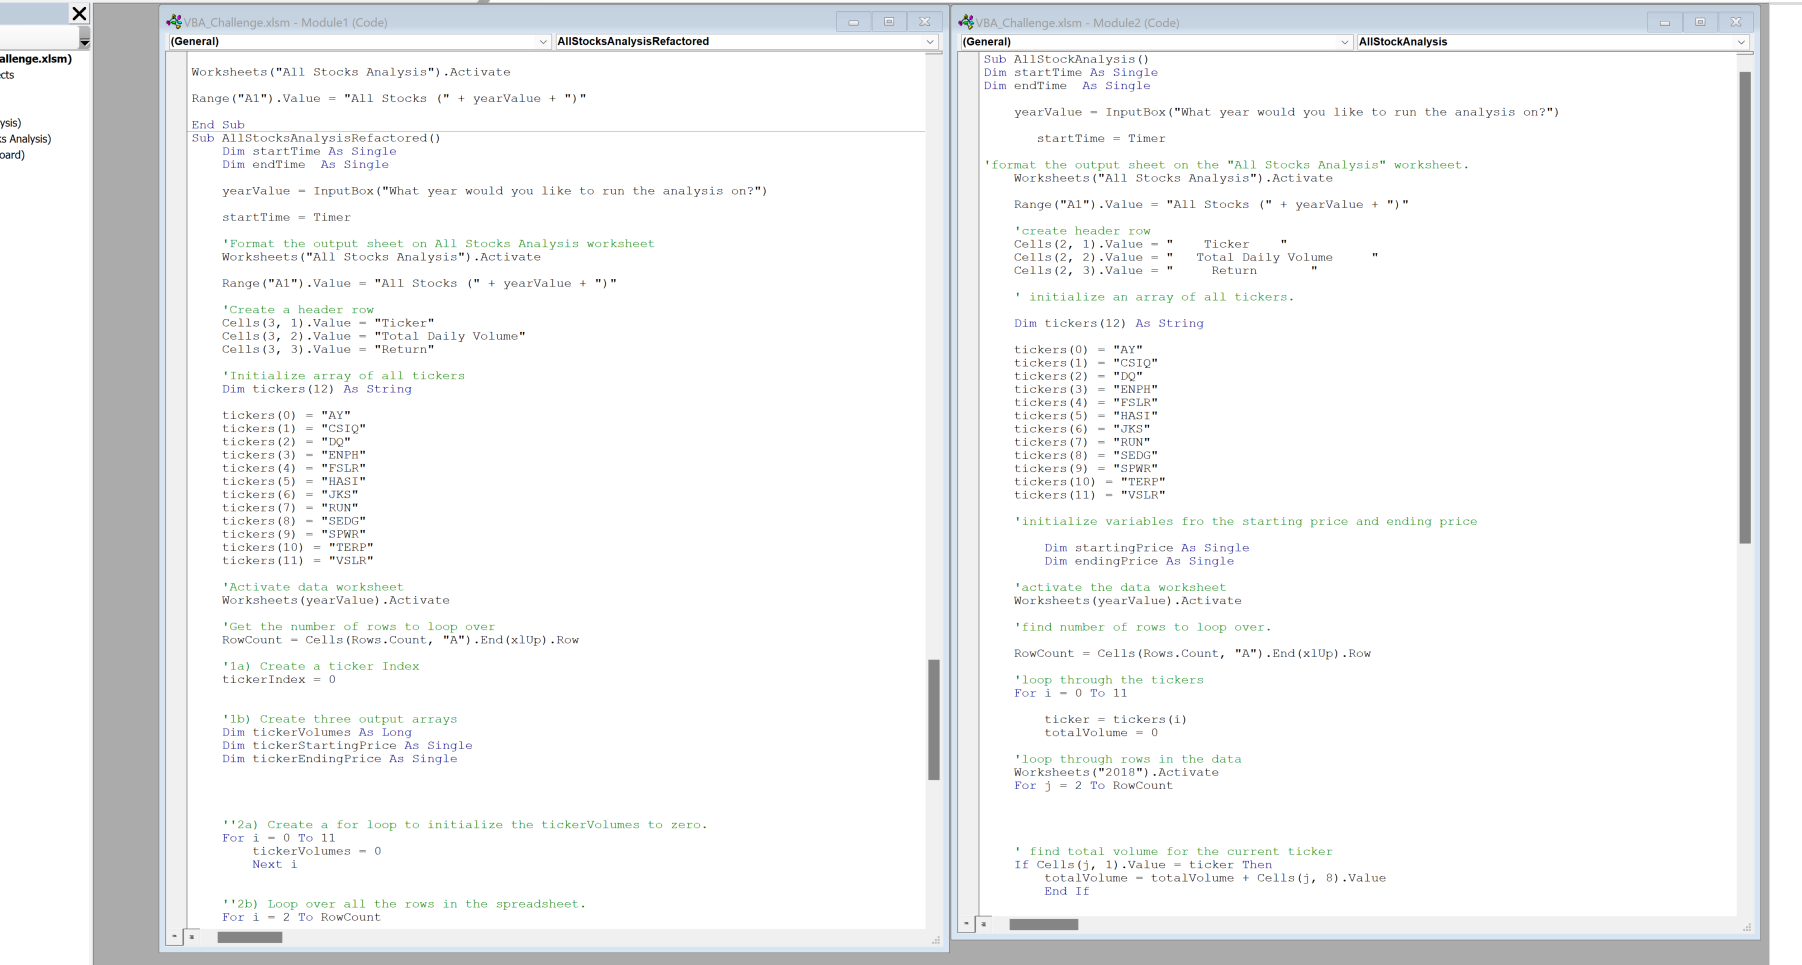 allenge.xlsm)
cts
ysis)
ks Analysis)
oard)
VBA_Challenge.xlsm - Module1 (Code)
(General)
AllStocksAnalysisRefactored
Worksheets("All Stocks Analysis").Activate
Range("A1").Value = "All Stocks (" + yearValue + ")"
End Sub
Sub AllStocksAnalysisRefactored()
Dim startTime As Single
Dim endTime  As Single
yearValue = InputBox("What year would you like to run the analysis on?")
startTime = Timer
'Format the output sheet on All Stocks Analysis worksheet
Worksheets("All Stocks Analysis").Activate
Range("A1").Value = "All Stocks (" + yearValue + ")"
'Create a header row
Cells(3, 1).Value = "Ticker"
Cells(3, 2).Value = "Total Daily Volume"
Cells(3, 3).Value = "Return"
'Initialize array of all tickers
Dim tickers(12) As String
tickers(0) = "AY"
tickers(1) = "CSIQ"
tickers(2) = "DQ"
tickers(3) = "ENPH"
tickers(4) = "FSLR"
tickers(5) = "HASI"
tickers(6) = "JKS"
tickers(7) = "RUN"
tickers(8) = "SEDG"
tickers(9) = "SPWR"
tickers(10) = "TERP"
tickers(11) = "VSLR"
'Activate data worksheet
Worksheets(yearValue).Activate
'Get the number of rows to loop over
RowCount = Cells(Rows.Count, "A").End(xlUp).Row
'1a) Create a ticker Index
tickerIndex = 0
'1b) Create three output arrays
Dim tickerVolumes As Long
Dim tickerStartingPrice As Single
Dim tickerEndingPrice As Single
''2a) Create a for loop to initialize the tickerVolumes to zero.
For i = 0 To 11
tickerVolumes = 0
Next i
''2b) Loop over all the rows in the spreadsheet.
For i = 2 To RowCount
VBA_Challenge.xlsm - Module2 (Code)
(General)
AllStockAnalysis
Sub AllStockAnalysis()
Dim startTime As Single
Dim endTime  As Single
yearValue = InputBox("What year would you like to run the analysis on?")
startTime = Timer
'format the output sheet on the "All Stocks Analysis" worksheet.
Worksheets("All Stocks Analysis").Activate
Range("A1").Value = "All Stocks (" + yearValue + ")"
'create header row
Cells(2, 1).Value = "    Ticker    "
Cells(2, 2).Value = "   Total Daily Volume     "
Cells(2, 3).Value = "     Return       "
' initialize an array of all tickers.
Dim tickers(12) As String
tickers(0) = "AY"
tickers(1) = "CSIQ"
tickers(2) = "DQ"
tickers(3) = "ENPH"
tickers(4) = "FSLR"
tickers(5) = "HASI"
tickers(6) = "JKS"
tickers(7) = "RUN"
tickers(8) = "SEDG"
tickers(9) = "SPWR"
tickers(10) = "TERP"
tickers(11) = "VSLR"
'initialize variables fro the starting price and ending price
Dim startingPrice As Single
Dim endingPrice As Single
'activate the data worksheet
Worksheets(yearValue).Activate
'find number of rows to loop over.
RowCount = Cells(Rows.Count, "A").End(xlUp).Row
'loop through the tickers
For i = 0 To 11
ticker = tickers(i)
totalVolume = 0
'loop through rows in the data
Worksheets("2018").Activate
For j = 2 To RowCount
' find total volume for the current ticker
If Cells(j, 1).Value = ticker Then
totalVolume = totalVolume + Cells(j, 8).Value
End If